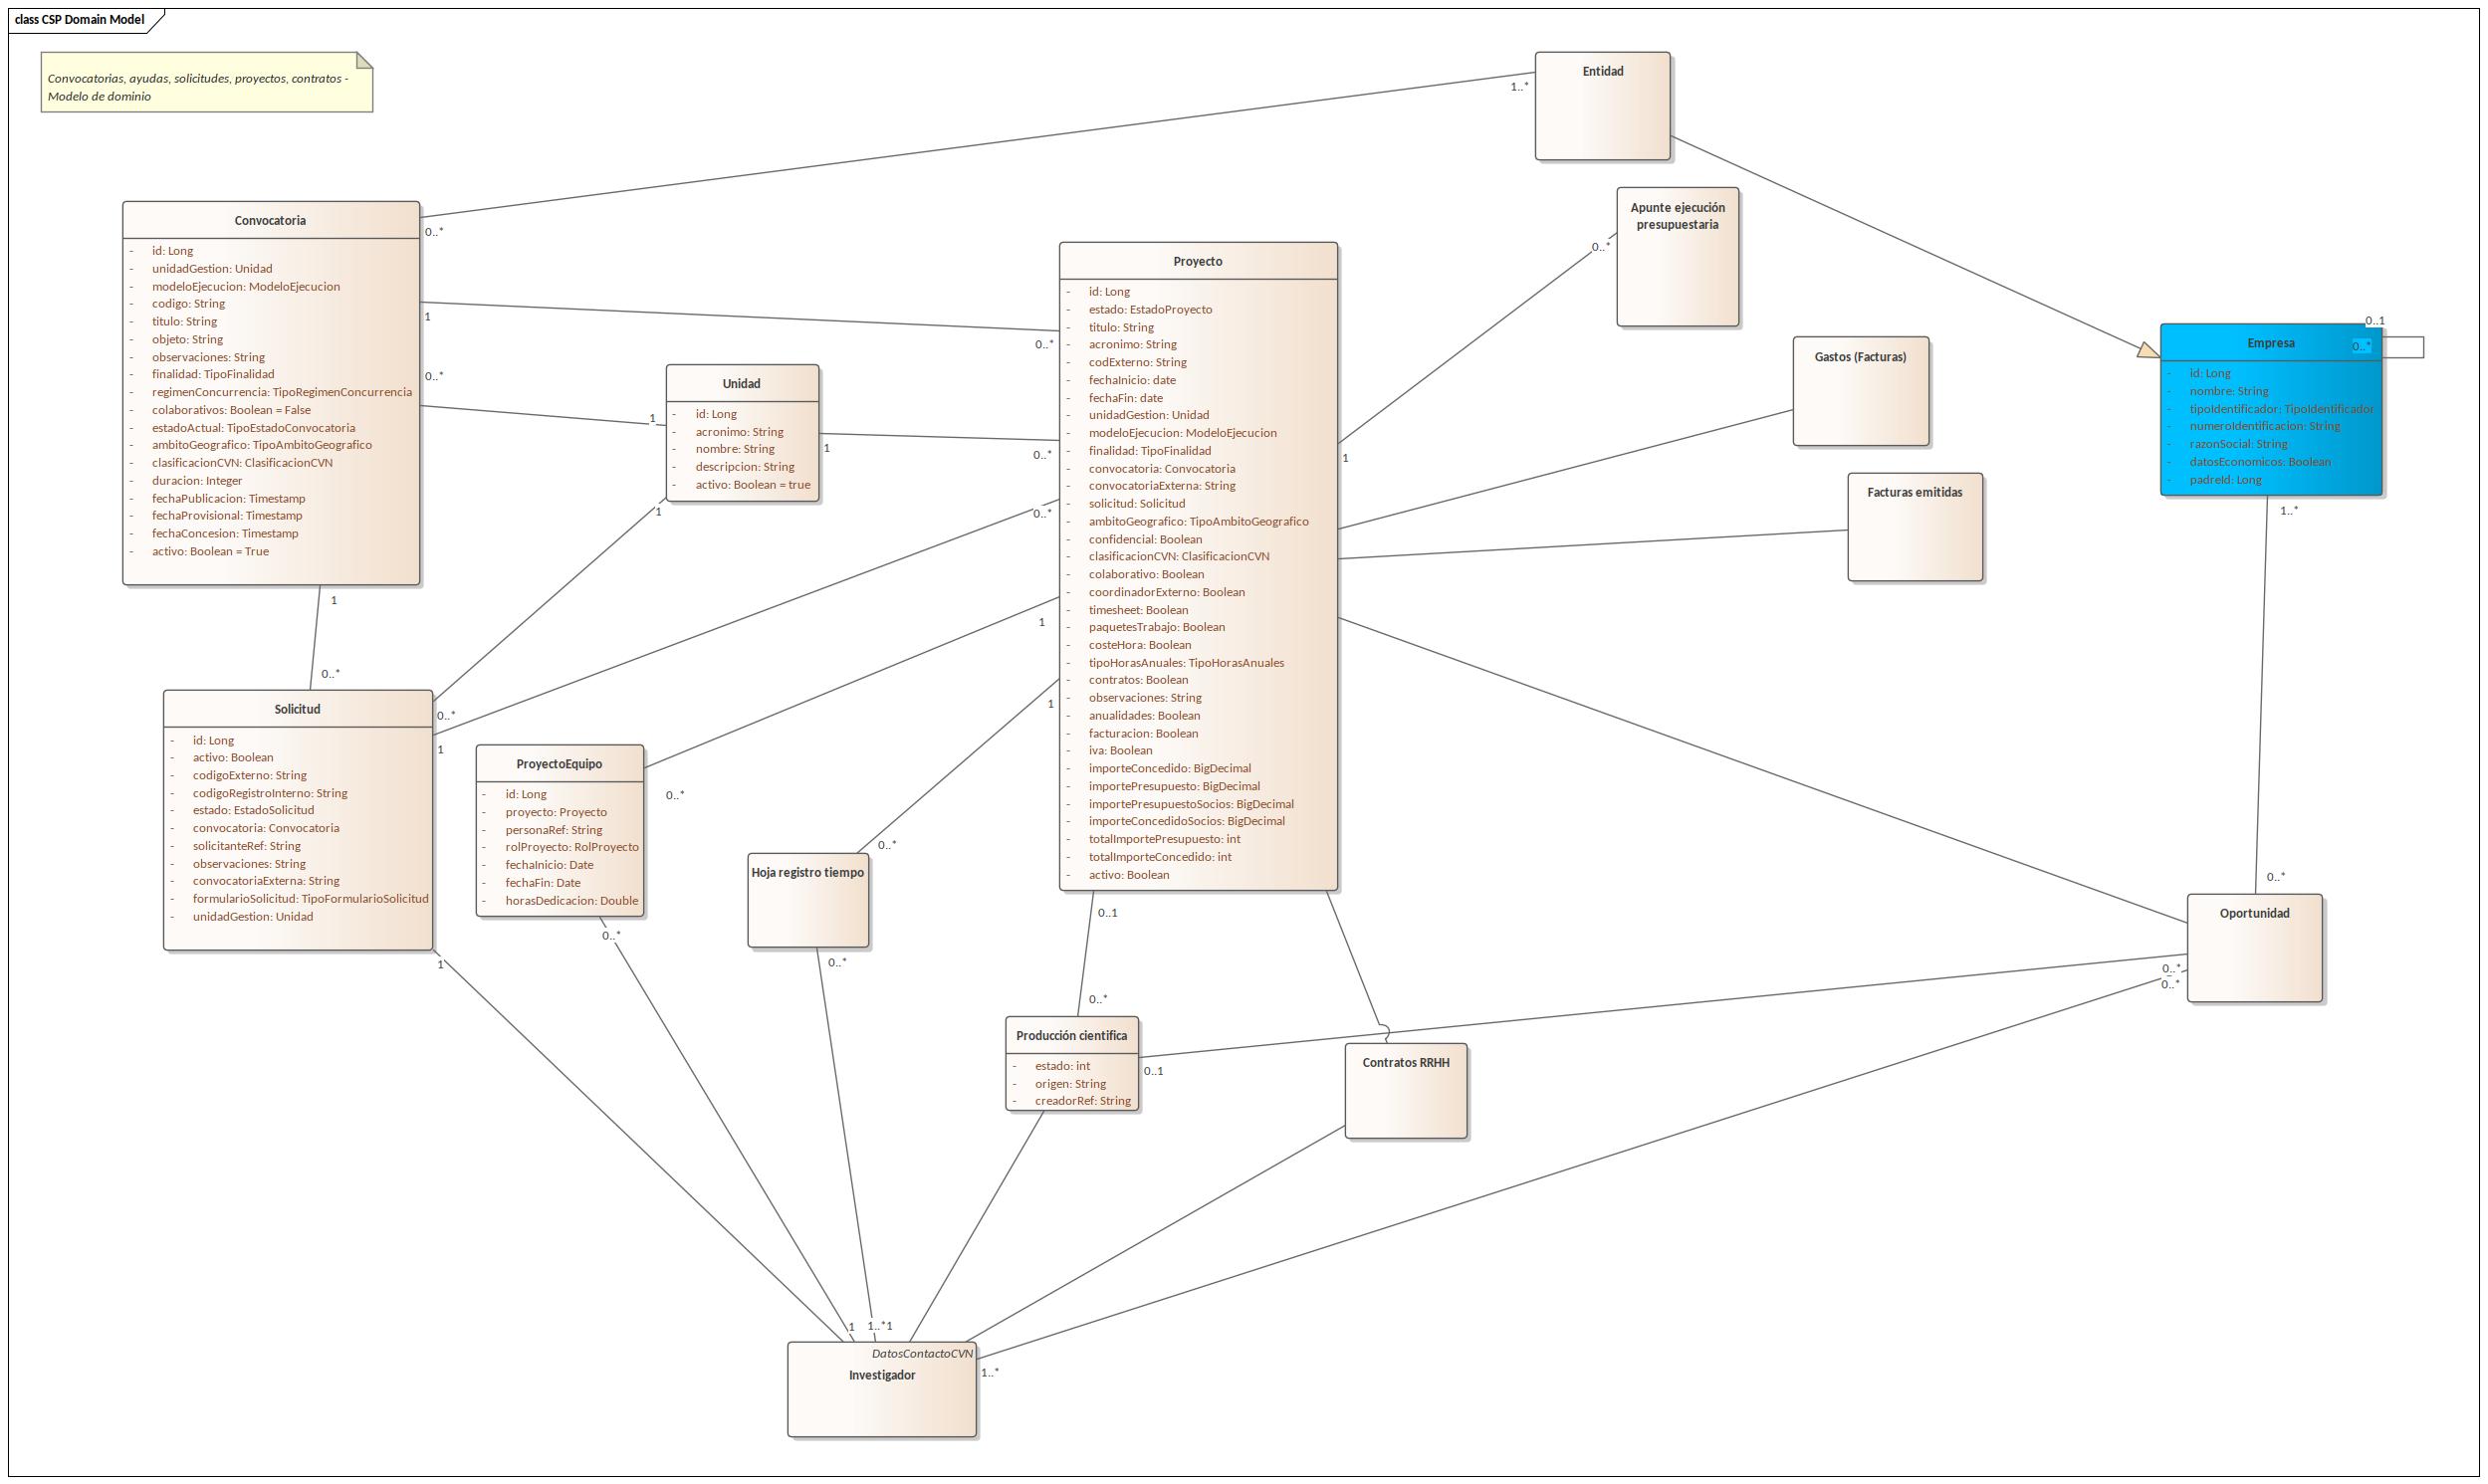 class CSP Domain Model
Convocatorias, ayudas, solicitudes, proyectos, contratos -
Modelo de dominio
Entidad
1..*
Convocatoria
- id: Long
- unidadGestion: Unidad
- modeloEjecucion: ModeloEjecucion
- codigo: String
- titulo: String
- objeto: String
- observaciones: String
- finalidad: TipoFinalidad
- regimenConcurrencia: TipoRegimenConcurrencia
- colaborativos: Boolean = False
- estadoActual: TipoEstadoConvocatoria
- ambitoGeografico: TipoAmbitoGeografico
- clasificacionCVN: ClasificacionCVN
- duracion: Integer
- fechaPublicacion: Timestamp
- fechaProvisional: Timestamp
- fechaConcesion: Timestamp
- activo: Boolean = True
0..*
1
0..*
1
0..*
Unidad
- id: Long
- acronimo: String
- nombre: String
- descripcion: String
- activo: Boolean = true
1
1
1
Proyecto
- id: Long
- estado: EstadoProyecto
- titulo: String
- acronimo: String
- codExterno: String
- fechaInicio: date
- fechaFin: date
- unidadGestion: Unidad
- modeloEjecucion: ModeloEjecucion
- finalidad: TipoFinalidad
- convocatoria: Convocatoria
- convocatoriaExterna: String
- solicitud: Solicitud
- ambitoGeografico: TipoAmbitoGeografico
- confidencial: Boolean
- clasificacionCVN: ClasificacionCVN
- colaborativo: Boolean
- coordinadorExterno: Boolean
- timesheet: Boolean
- paquetesTrabajo: Boolean
- costeHora: Boolean
- tipoHorasAnuales: TipoHorasAnuales
- contratos: Boolean
- observaciones: String
- anualidades: Boolean
- facturacion: Boolean
- iva: Boolean
- importeConcedido: BigDecimal
- importePresupuesto: BigDecimal
- importePresupuestoSocios: BigDecimal
- importeConcedidoSocios: BigDecimal
- totalImportePresupuesto: int
- totalImporteConcedido: int
- activo: Boolean
0..*
0..*
0..*
1
1
1
0..1
Apunte ejecución
presupuestaria
0..*
Gastos (Facturas)
Facturas emitidas
Empresa
- id: Long
- nombre: String
- tipoIdentificador: TipoIdentificador
- numeroIdentificacion: String
- razonSocial: String
- datosEconomicos: Boolean
- padreId: Long
0..1
0..*
1..*
0..*
Solicitud
- id: Long
- activo: Boolean
- codigoExterno: String
- codigoRegistroInterno: String
- estado: EstadoSolicitud
- convocatoria: Convocatoria
- solicitanteRef: String
- observaciones: String
- convocatoriaExterna: String
- formularioSolicitud: TipoFormularioSolicitud
- unidadGestion: Unidad
0..*
1
1
ProyectoEquipo
- id: Long
- proyecto: Proyecto
- personaRef: String
- rolProyecto: RolProyecto
- fechaInicio: Date
- fechaFin: Date
- horasDedicacion: Double
0..*
0..*
Hoja registro tiempo
0..*
0..*
Oportunidad
0..*
0..*
Producción cientifica
- estado: int
- origen: String
- creadorRef: String
0..*
0..1
Contratos RRHH
1
1..*1
DatosContactoCVN
Investigador
1..*